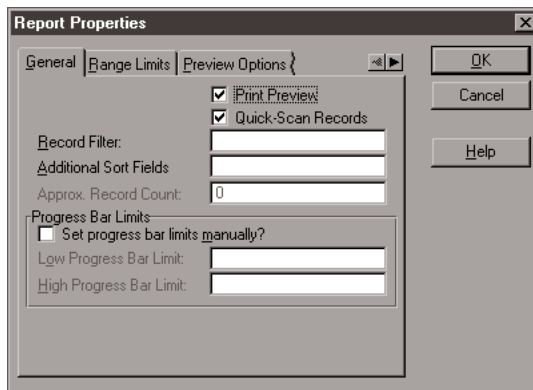 Report Properties
General Range Limits Preview Options
OK
Cancel
Help
Print Preview
Quick-Scan Records
Record Filter:
Additional Sort Fields
Approx. Record Count: 0
Progress Bar Limits
Set progress bar limits manually?
Low Progress Bar Limit:
High Progress Bar Limit: